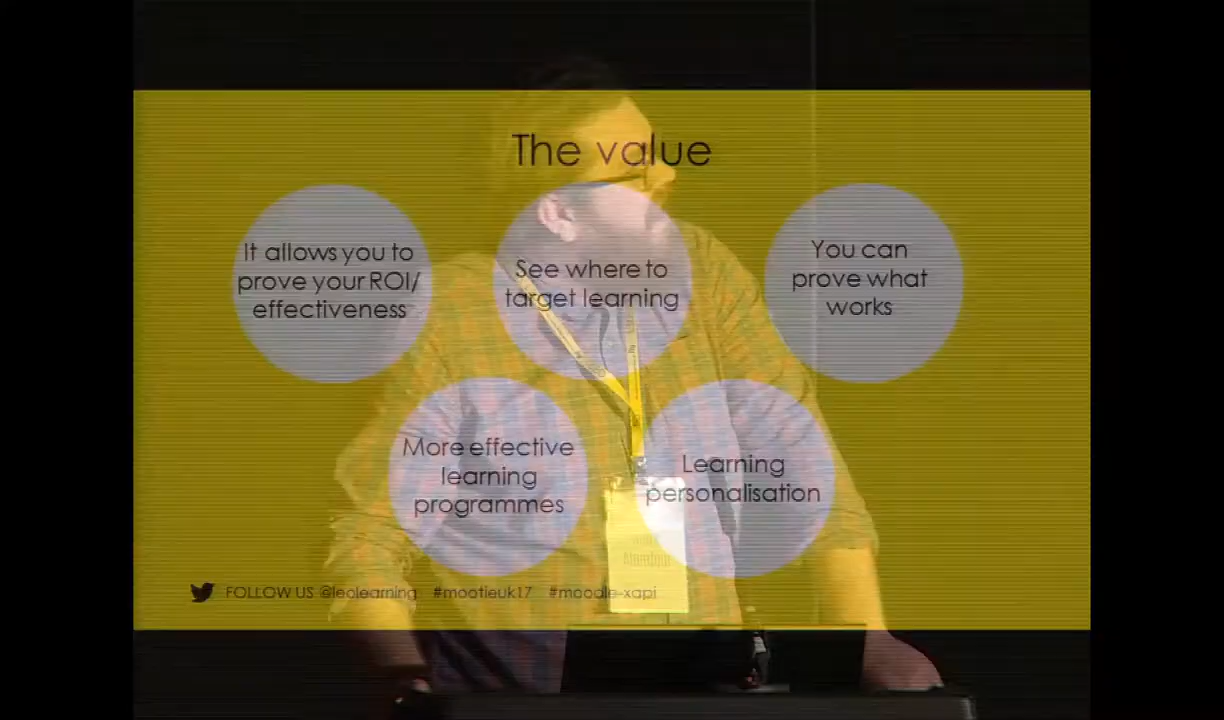 The value
It allows you to
prove your ROI/
effectiveness
See where to
target learning
You can
prove what
works
More effective
learning
programmes
Learning
personalisation
FOLLOW US @leolearning #mootieuk17 #moodle-xapi